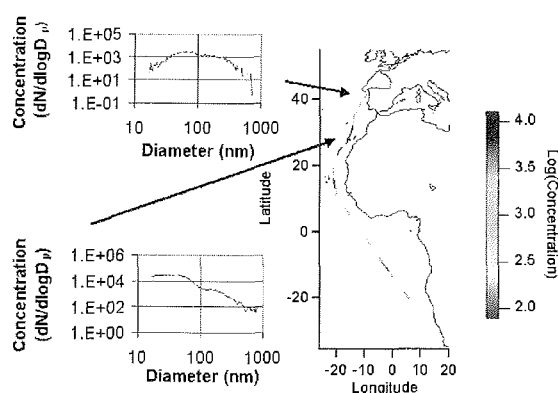 Concentration
(dN/dlogD p)
1.E+05
1.E+03
1.E+01
1.E-01
10 100 1000
Diameter (nm)
Concentration
(dN/dlogD p)
1.E+06
1.E+04
1.E+02
1.E+00
10 100 1000
Diameter (nm)
Latitude
40
20
0
-20
-20 -10 0 10 20
Longitude
4.0
3.5
3.0
2.5
2.0
Log(Concentration)